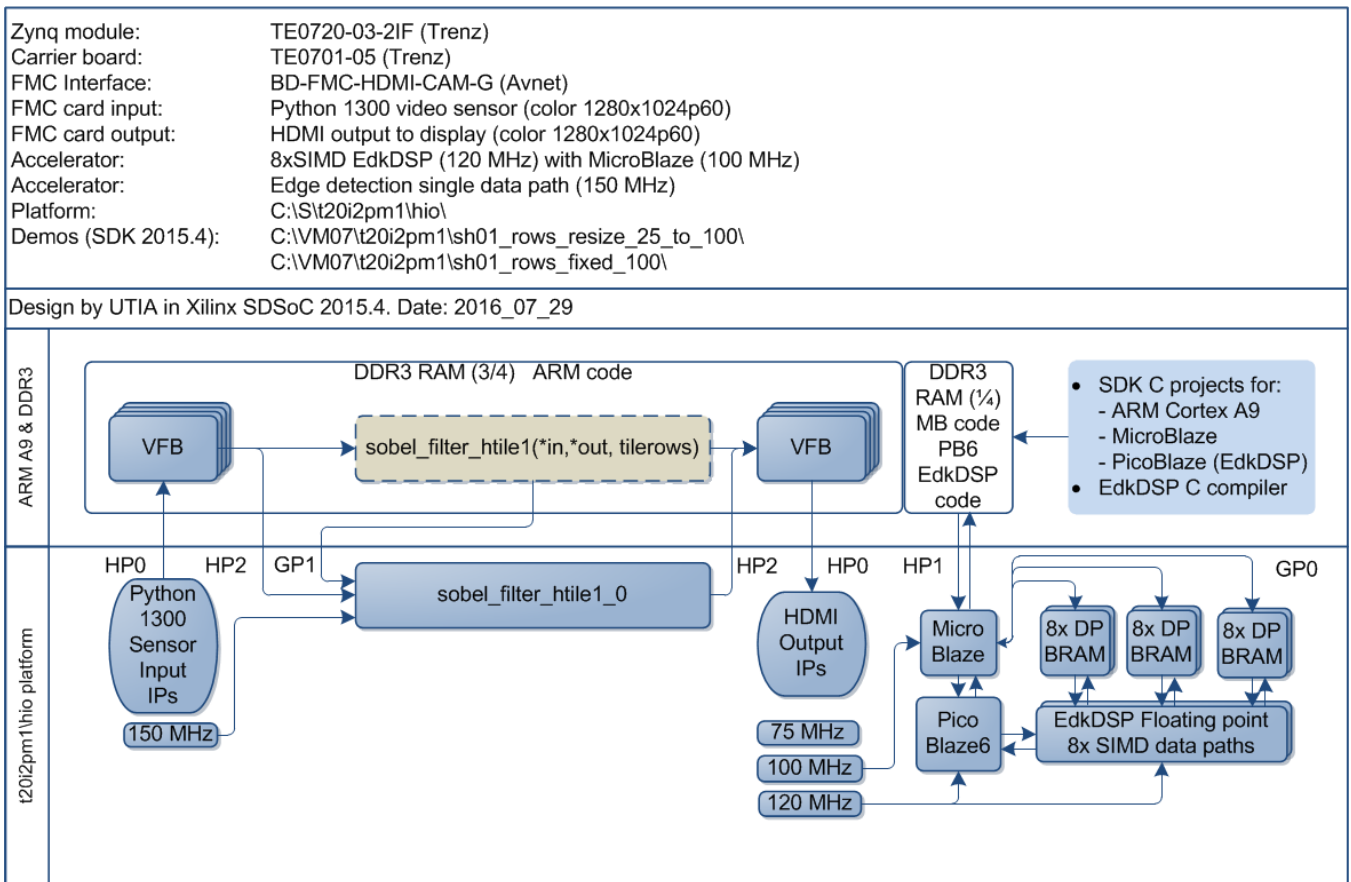 Zynq module: TE0720-03-2IF (Trenz)
Carrier board: TE0701-05 (Trenz)
FMC Interface: BD-FMC-HDMI-CAM-G (Avnet)
FMC card input: Python 1300 video sensor (color 1280x1024p60)
FMC card output: HDMI output to display (color 1280x1024p60)
Accelerator: 8xSIMD EdkDSP (120 MHz) with MicroBlaze (100 MHz)
Accelerator: Edge detection single data path (150 MHz)
Platform: C:\S\t20i2pm1\hio\
Demos (SDK 2015.4): C:\VM07\t20i2pm1\sh01_rows_resize_25_to_100\
C:\VM07\t20i2pm1\sh01_rows_fixed_100\
Design by UTIA in Xilinx SDSoC 2015.4. Date: 2016_07_29
ARM A9 & DDR3
DDR3 RAM (3/4) ARM code
VFB
sobel_filter_htile1(*in,*out, tilerows)
VFB
DDR3
RAM (¼)
MB code
PB6
EdkDSP
code
• SDK C projects for:
- ARM Cortex A9
- MicroBlaze
- PicoBlaze (EdkDSP)
• EdkDSP C compiler
t20i2pm1\hio platform
HP0 HP2 GP1 HP2 HP0 HP1 GP0
Python
1300
Sensor
Input
IPs
150 MHz
sobel_filter_htile1_0
HDMI
Output
IPs
75 MHz
100 MHz
120 MHz
Micro
Blaze
Pico
Blaze6
8x DP
BRAM
8x DP
BRAM
8x DP
BRAM
EdkDSP Floating point
8x SIMD data paths